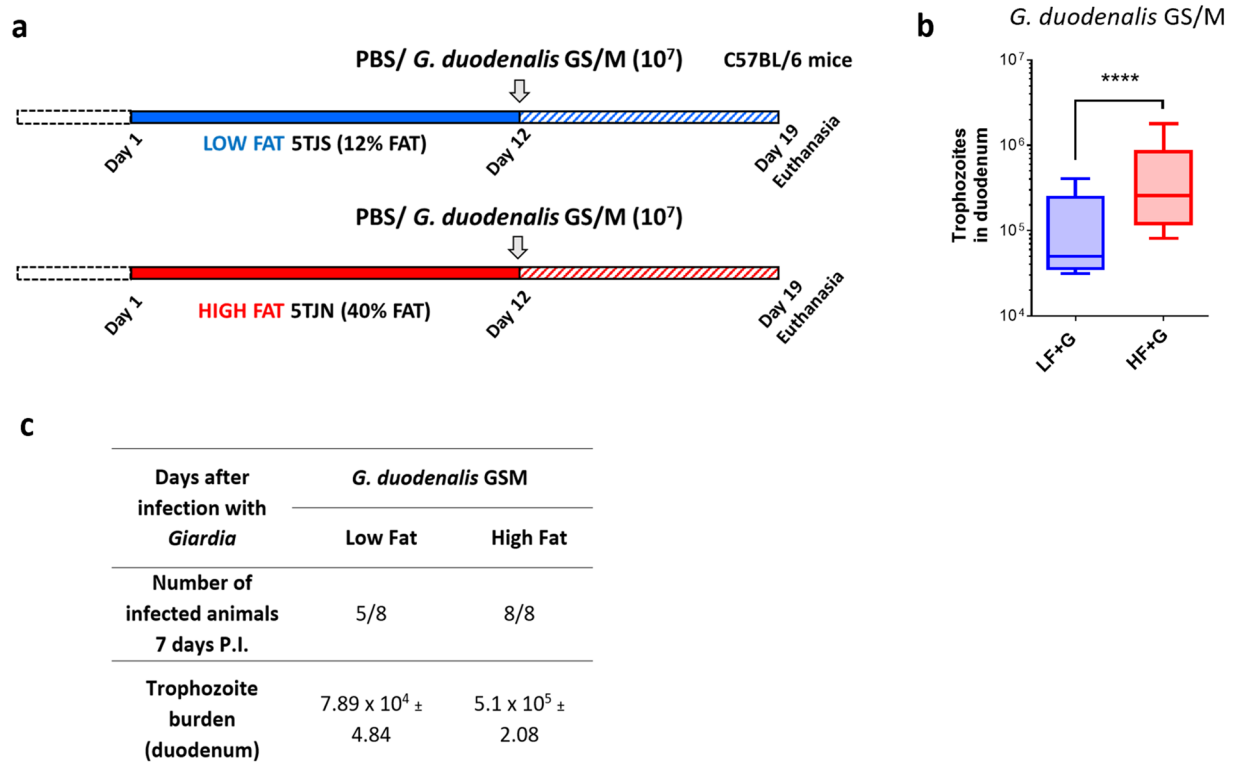 a
PBS/ G. duodenalis GS/M (10⁷)
C57BL/6 mice
Day 1
LOW FAT 5TJS (12% FAT)
Day 12
Day 19
Euthanasia
PBS/ G. duodenalis GS/M (10⁷)
Day 1
HIGH FAT 5TJN (40% FAT)
Day 12
Day 19
Euthanasia
b
G. duodenalis GS/M
Trophozoites
in duodenum
10⁷
10⁶
10⁵
10⁴
****
LF+G
HF+G
c
Days after
infection with
Giardia
G. duodenalis GSM
Low Fat
High Fat
Number of
infected animals
7 days P.I.
5/8
8/8
Trophozoite
burden
(duodenum)
7.89 x 10⁴ ±
4.84
5.1 x 10⁵ ±
2.08